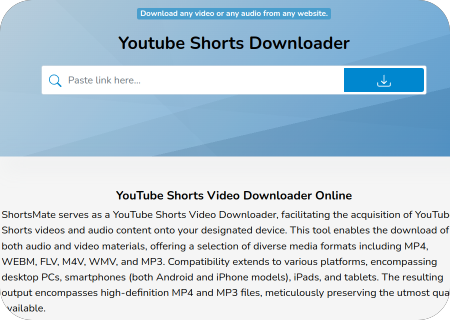 Download any video or any audio from any website.
Youtube Shorts Downloader
Paste link here...
YouTube Shorts Video Downloader Online
ShortsMate serves as a YouTube Shorts Video Downloader, facilitating the acquisition of YouTub
Shorts videos and audio content onto your designated device. This tool enables the download of
both audio and video materials, offering a selection of diverse media formats including MP4,
WEBM, FLV, M4V, WMV, and MP3. Compatibility extends to various platforms, encompassing
desktop PCs, smartphones (both Android and iPhone models), iPads, and tablets. The resulting
output encompasses high-definition MP4 and MP3 files, meticulously preserving the utmost qua
vailable.